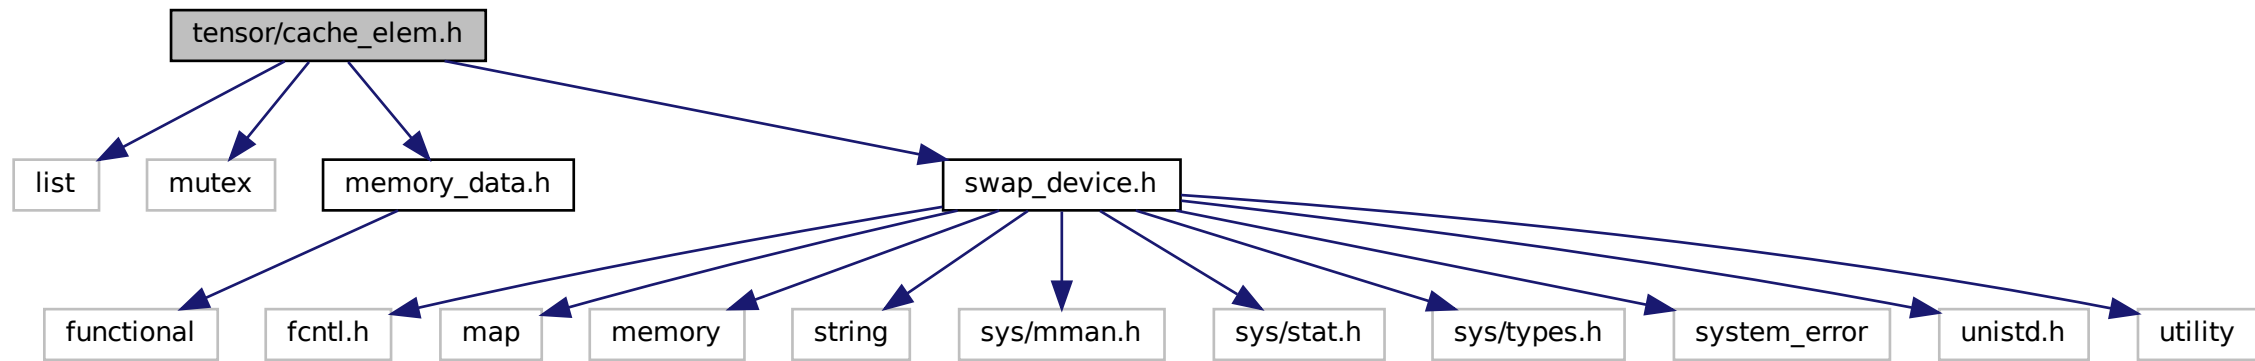 tensor/cache_elem.h
list
mutex
memory_data.h
swap_device.h
functional
fcntl.h
map
memory
string
sys/mman.h
sys/stat.h
sys/types.h
system_error
unistd.h
utility